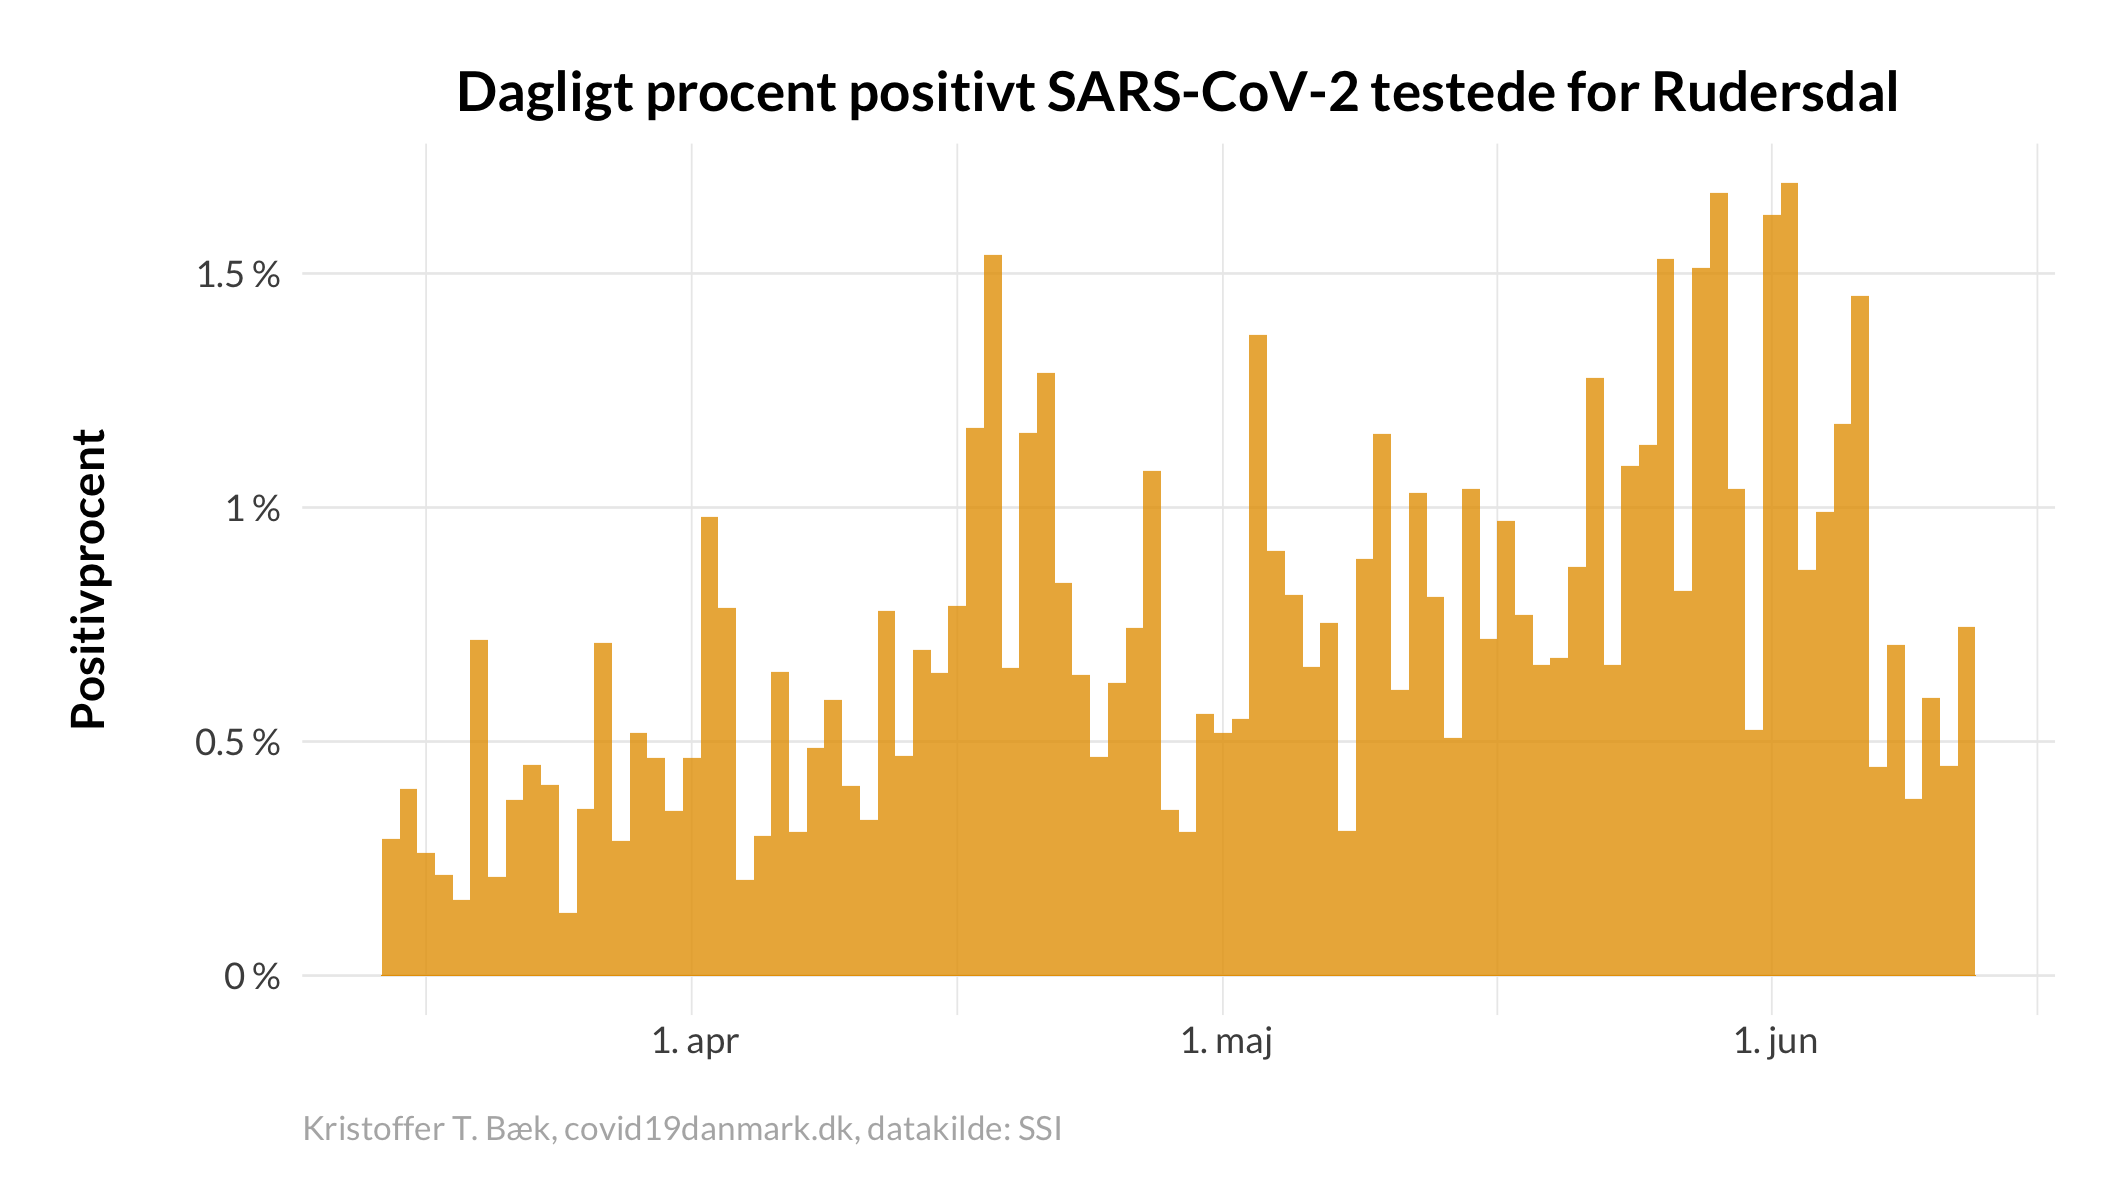 Dagligt procent positivt SARS-CoV-2 testede for Rudersdal
Positivprocent
1.5 %
1 %
0.5 %
0 %
1. apr
1. maj
1. jun
Kristoffer T. Bæk, covid19danmark.dk, datakilde: SSI